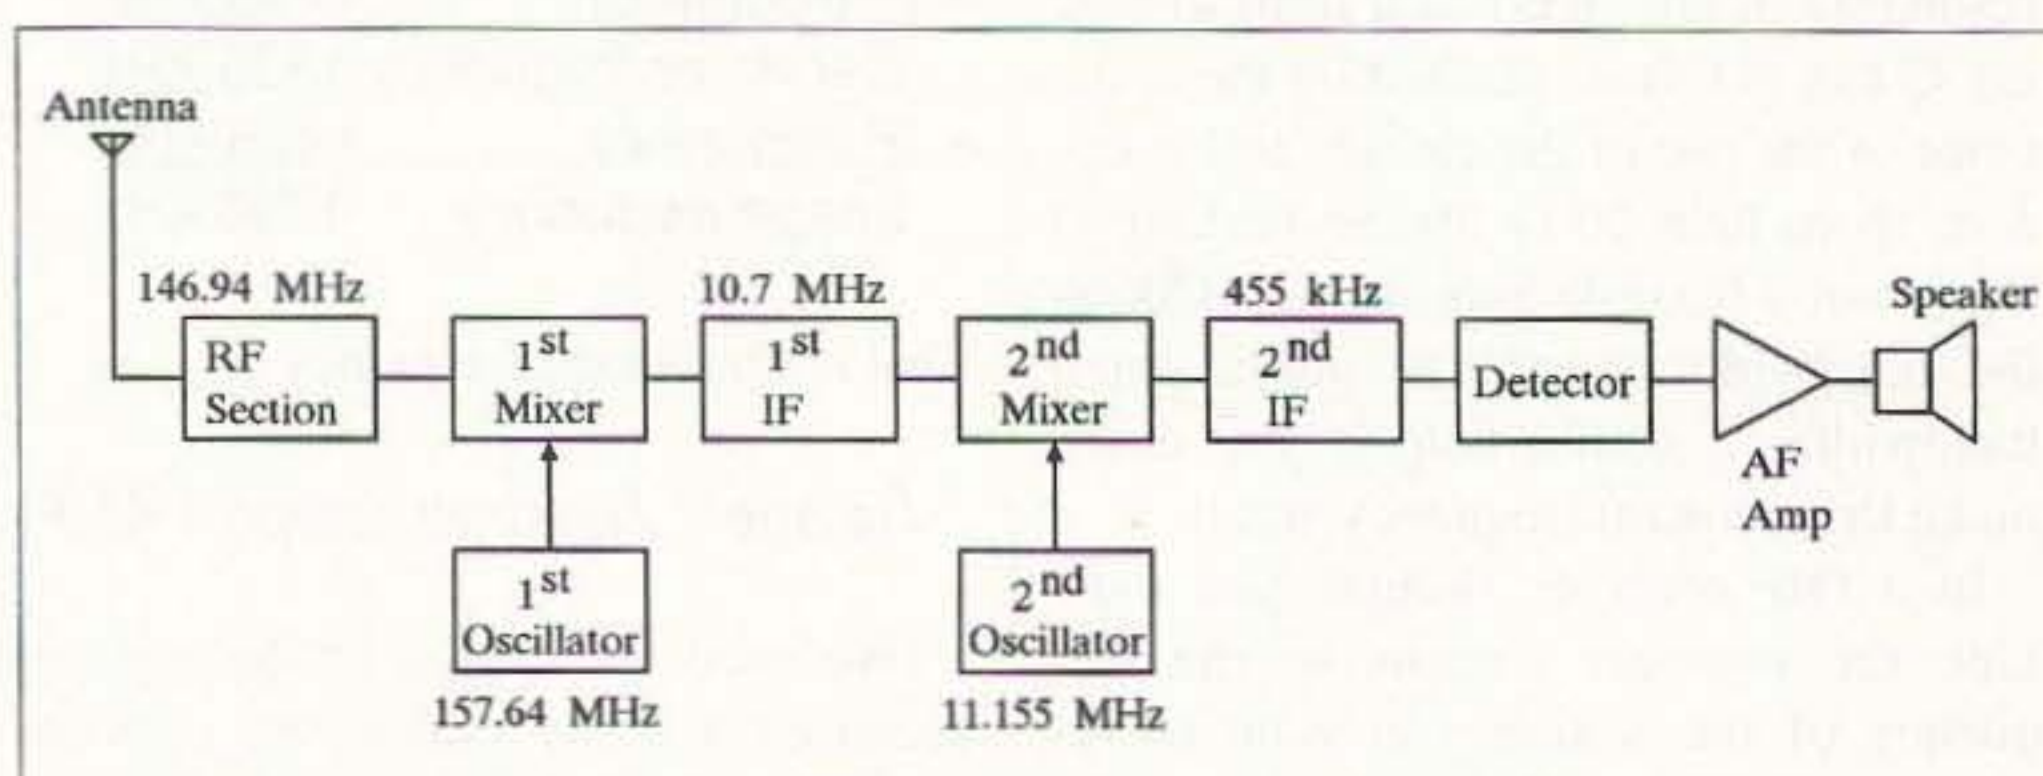 Antenna
146.94 MHz
10.7 MHz
455 kHz
Speaker
RF
Section
1st
Mixer
1st
IF
2nd
Mixer
2nd
IF
Detector
AF
Amp
1st
Oscillator
2nd
Oscillator
157.64 MHz
11.155 MHz